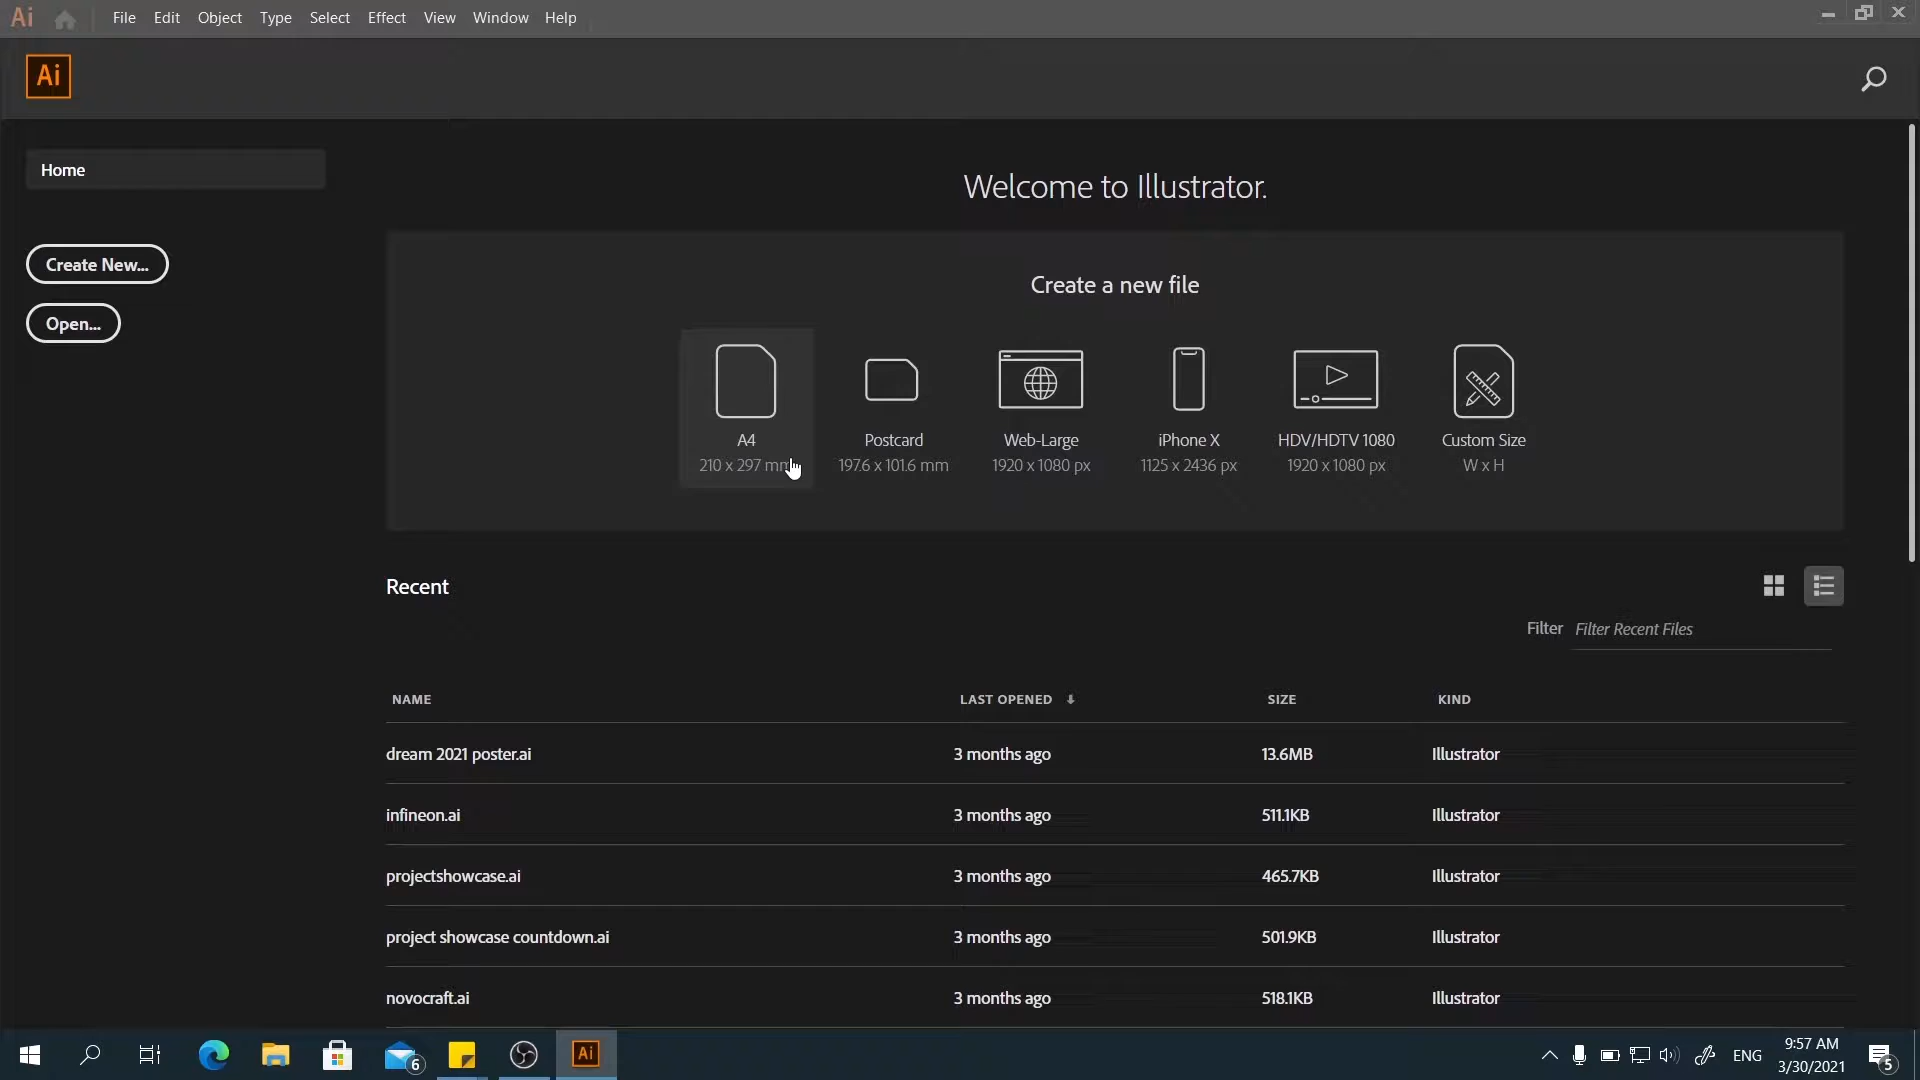 Ai File Edit Object Type Select Effect View Window Help
Ai
Home
Welcome to Illustrator.
Create New...
Open...
Create a new file
A4 Postcard Web-Large iPhone X HDV/HDTV 1080 Custom Size
210 x 297 mm 197.6 x 101.6 mm 1920 x 1080 px 1125 x 2436 px 1920 x 1080 px W x H
Recent
Filter Filter Recent Files
NAME LAST OPENED SIZE KIND
dream 2021 poster.ai 3 months ago 13.6MB Illustrator
infineon.ai 3 months ago 511.1KB Illustrator
projectshowcase.ai 3 months ago 465.7KB Illustrator
project showcase countdown.ai 3 months ago 501.9KB Illustrator
novocraft.ai 3 months ago 518.1KB Illustrator
6 Ai ENG 9:57 AM
3/30/2021 5